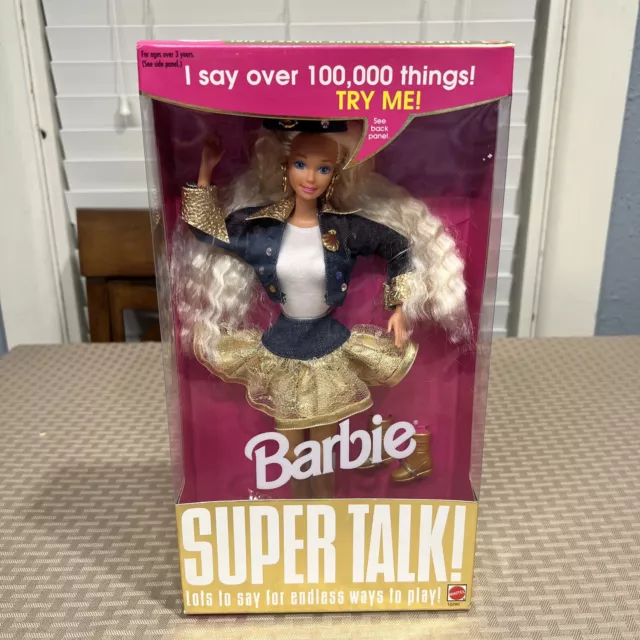 For ages over 3 years.
(See side panel.)
I say over 100,000 things!
TRY ME!
See
back
panel.
Barbie
SUPER TALK!
Lots to say for endless ways to play!
MATTEL